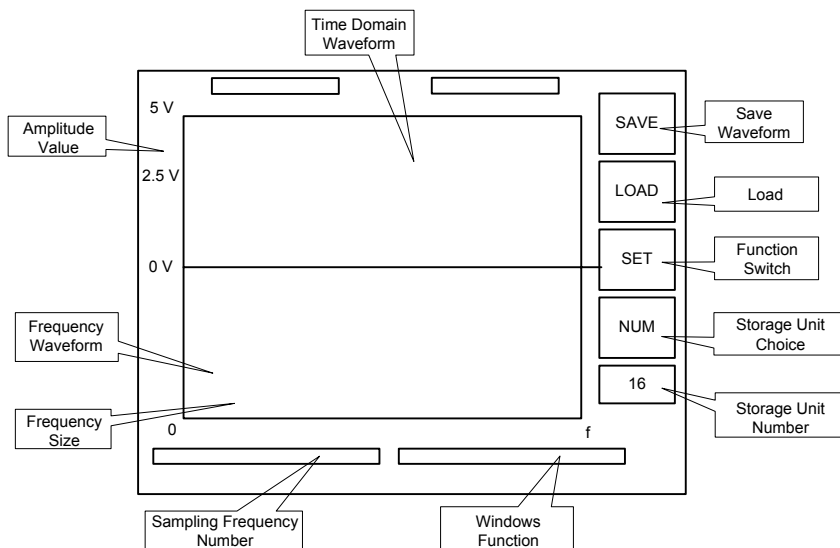 Time Domain
Waveform
5 V
SAVE
Save
Waveform
Amplitude
Value
2.5 V
LOAD
Load
0 V
SET
Function
Switch
Frequency
Waveform
NUM
Storage Unit
Choice
16
Storage Unit
Number
Frequency
Size
0
f
Sampling Frequency
Number
Windows
Function